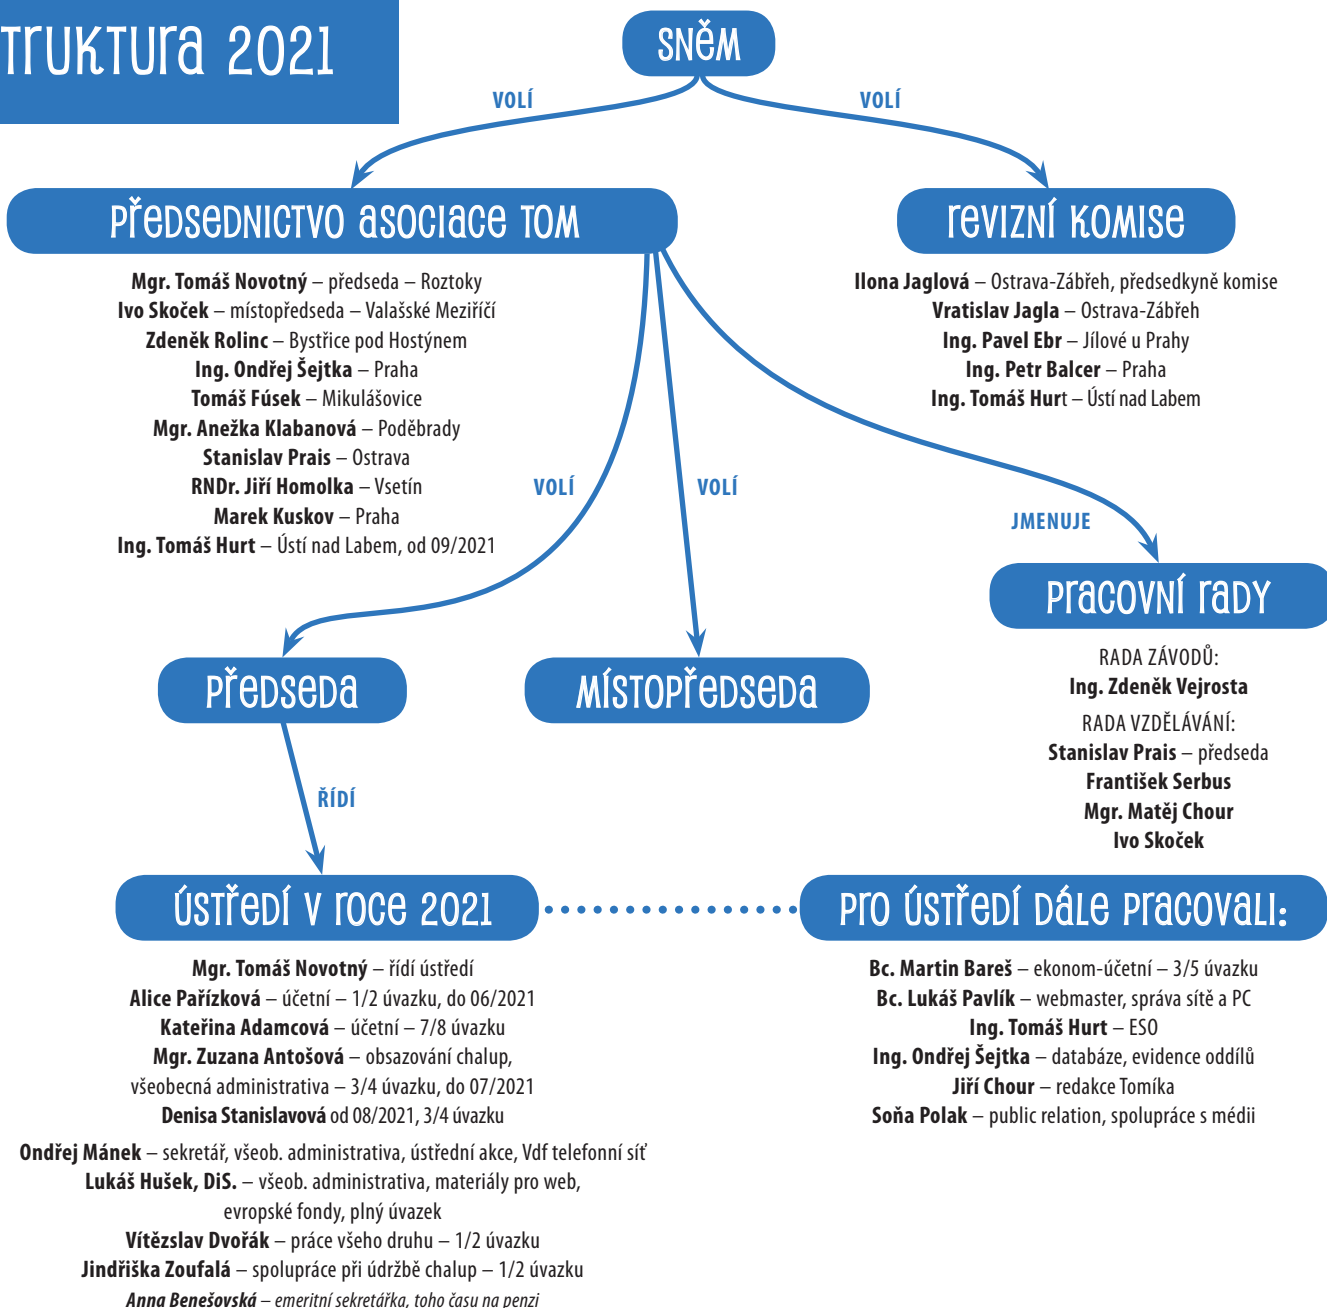 TRUKTURA 2021
SNĚM
VOLÍ
VOLÍ
PŘEDSEDNICTVO ASOCIACE TOM
Mgr. Tomáš Novotný – předseda – Roztoky
Ivo Skoček – místopředseda – Valašské Meziříčí
Zdeněk Rolinc – Bystřice pod Hostýnem
Ing. Ondřej Šejtka – Praha
Tomáš Fúsek – Mikulášovice
Mgr. Anežka Klabanová – Poděbrady
Stanislav Prais – Ostrava
RNDr. Jiří Homolka – Vsetín
Marek Kuskov – Praha
Ing. Tomáš Hurt – Ústí nad Labem, od 09/2021
REVIZNÍ KOMISE
Ilona Jaglová – Ostrava-Zábřeh, předsedkyně komise
Vratislav Jagla – Ostrava-Zábřeh
Ing. Pavel Ebr – Jílové u Prahy
Ing. Petr Balcer – Praha
Ing. Tomáš Hurt – Ústí nad Labem
VOLÍ
VOLÍ
JMENUJE
PŘEDSEDA
MÍSTOPŘEDSEDA
PRACOVNÍ RADY
RADA ZÁVODŮ:
Ing. Zdeněk Vejrosta
RADA VZDĚLÁVÁNÍ:
Stanislav Prais – předseda
František Serbus
Mgr. Matěj Chour
Ivo Skoček
ŘÍDÍ
ÚSTŘEDÍ V ROCE 2021
Mgr. Tomáš Novotný – řídí ústředí
Alice Pařízková – účetní – 1/2 úvazku, do 06/2021
Kateřina Adamcová – účetní – 7/8 úvazku
Mgr. Zuzana Antošová – obsazování chalup,
všeobecná administrativa – 3/4 úvazku, do 07/2021
Denisa Stanislavová od 08/2021, 3/4 úvazku
Ondřej Mánek – sekretář, všeob. administrativa, ústřední akce, Vdf telefonní síť
Lukáš Hušek, DiS. – všeob. administrativa, materiály pro web,
evropské fondy, plný úvazek
Vítězslav Dvořák – práce všeho druhu – 1/2 úvazku
Jindřiška Zoufalá – spolupráce při údržbě chalup – 1/2 úvazku
Anna Benešovská – emeritní sekretářka, toho času na penzi
PRO ÚSTŘEDÍ DÁLE PRACOVALI:
Bc. Martin Bareš – ekonom-účetní – 3/5 úvazku
Bc. Lukáš Pavlík – webmaster, správa sítě a PC
Ing. Tomáš Hurt – ESO
Ing. Ondřej Šejtka – databáze, evidence oddílů
Jiří Chour – redakce Tomíka
Soňa Polak – public relation, spolupráce s médii